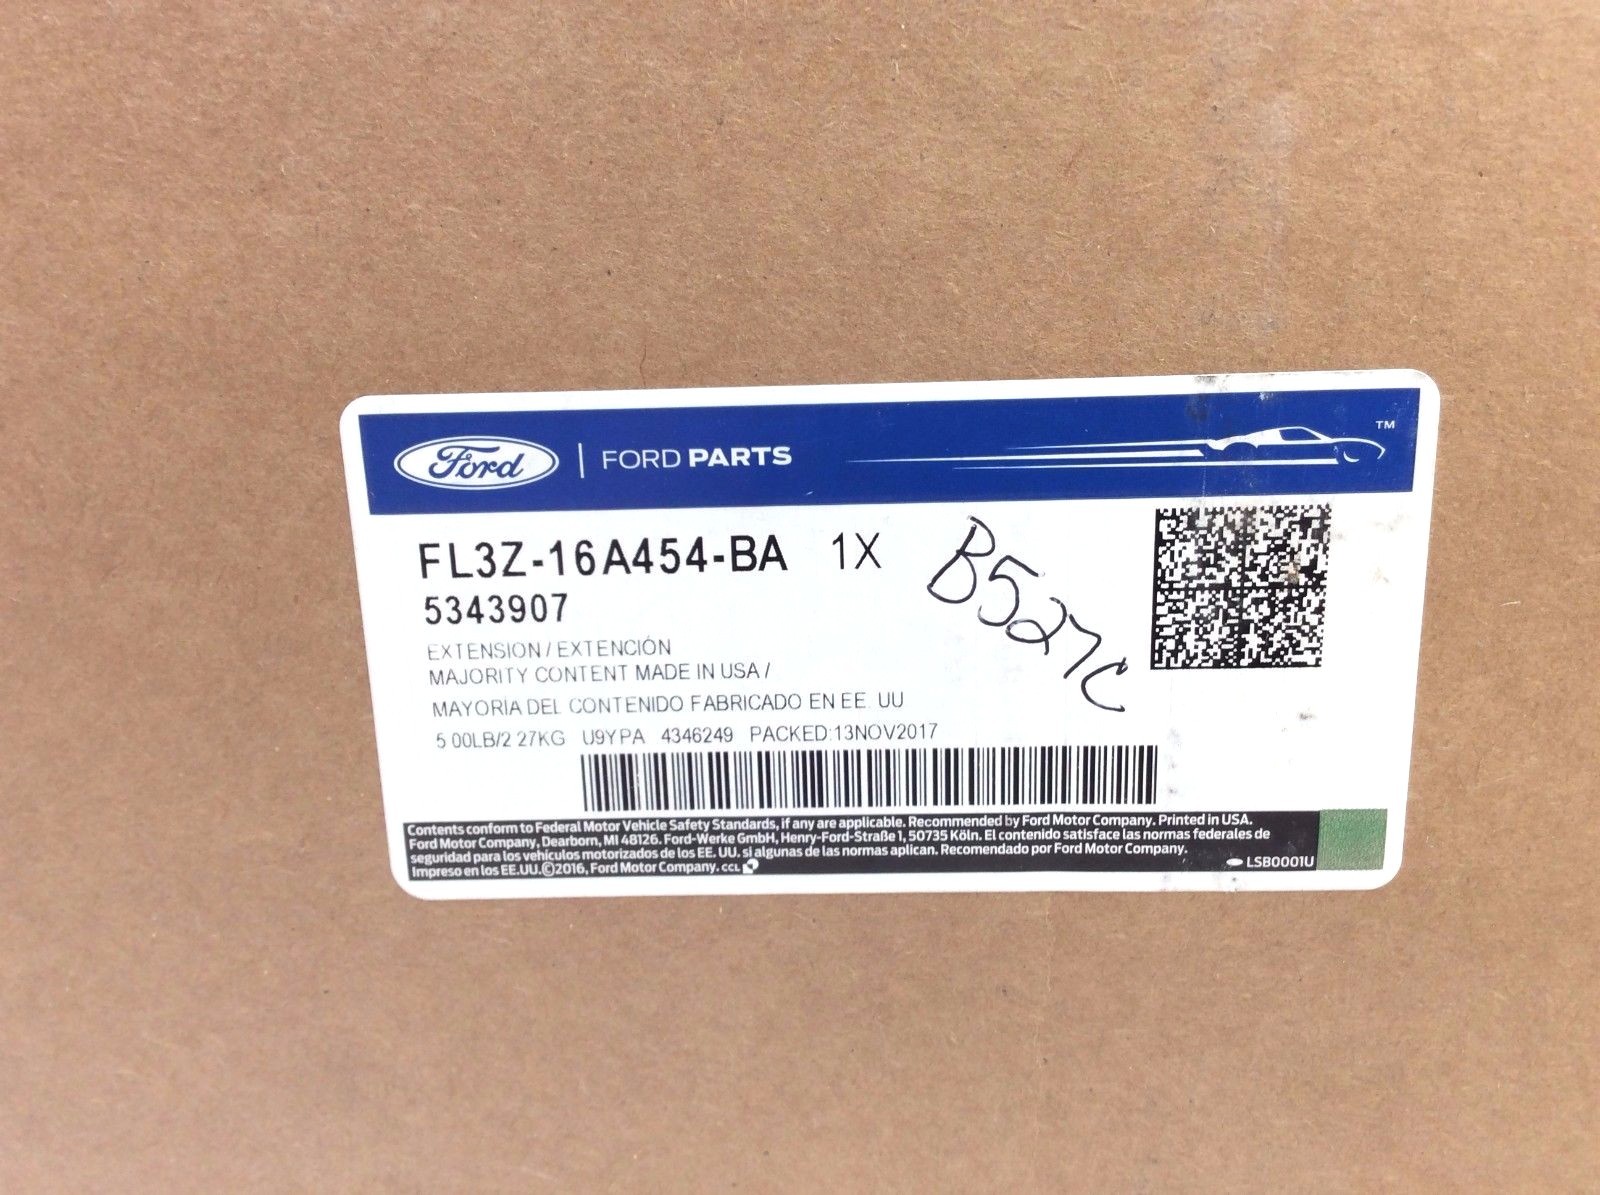 Ford | FORD PARTS ™
FL3Z-16A454-BA 1X
B527C
5343907
EXTENSION / EXTENCIÓN
MAJORITY CONTENT MADE IN USA /
MAYORÍA DEL CONTENIDO FABRICADO EN EE. UU
5 00LB/2 27KG U9YPA 4346249 PACKED:13NOV2017
Contents conform to Federal Motor Vehicle Safety Standards, if any are applicable. Recommended by Ford Motor Company. Printed in USA.
Ford Motor Company, Dearborn, MI 48126. Ford-Werke GmbH, Henry-Ford-Straße 1, 50735 Köln. El contenido satisface las normas federales de
seguridad para los vehículos motorizados de los EE. UU. si algunas de las normas aplican. Recomendado por Ford Motor Company.
Impreso en los EE.UU.©2016, Ford Motor Company. CCL
LSB0001U